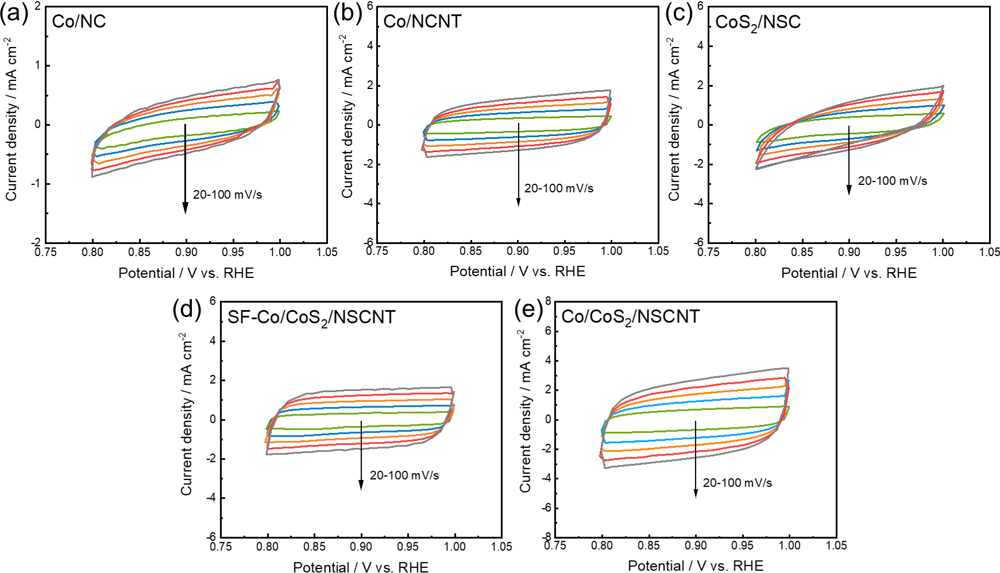 (a)
Co/NC
Current density / mA cm⁻²
2
1
0
-1
-2
20-100 mV/s
0.75 0.80 0.85 0.90 0.95 1.00 1.05
Potential / V vs. RHE
(b)
Co/NCNT
Current density / mA cm⁻²
6
4
2
0
-2
-4
-6
20-100 mV/s
0.75 0.80 0.85 0.90 0.95 1.00 1.05
Potential / V vs. RHE
(c)
CoS₂/NSC
Current density / mA cm⁻²
6
4
2
0
-2
-4
-6
20-100 mV/s
0.75 0.80 0.85 0.90 0.95 1.00 1.05
Potential / V vs. RHE
(d)
SF-Co/CoS₂/NSCNT
Current density / mA cm⁻²
6
4
2
0
-2
-4
-6
20-100 mV/s
0.75 0.80 0.85 0.90 0.95 1.00 1.05
Potential / V vs. RHE
(e)
Co/CoS₂/NSCNT
Current density / mA cm⁻²
8
6
4
2
0
-2
-4
-6
-8
20-100 mV/s
0.75 0.80 0.85 0.90 0.95 1.00 1.05
Potential / V vs. RHE